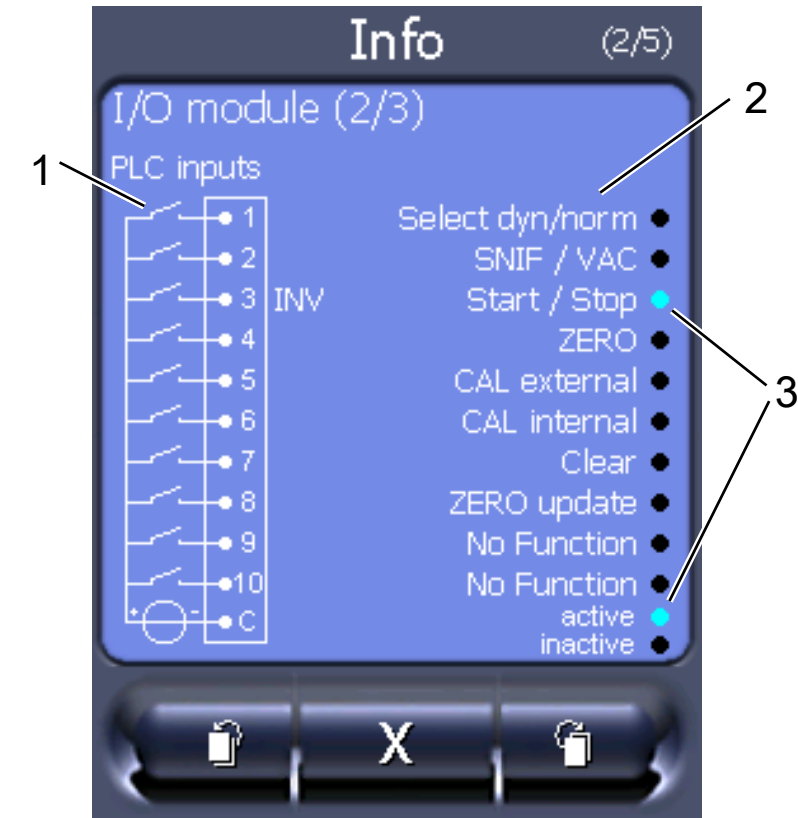 Info (2/5)
I/O module (2/3)
2
PLC inputs
1
1 Select dyn/norm
2 SNIF / VAC
3 INV Start / Stop
4 ZERO
5 CAL external
3
6 CAL internal
7 Clear
8 ZERO update
9 No Function
10 No Function
+ - C active
inactive
X